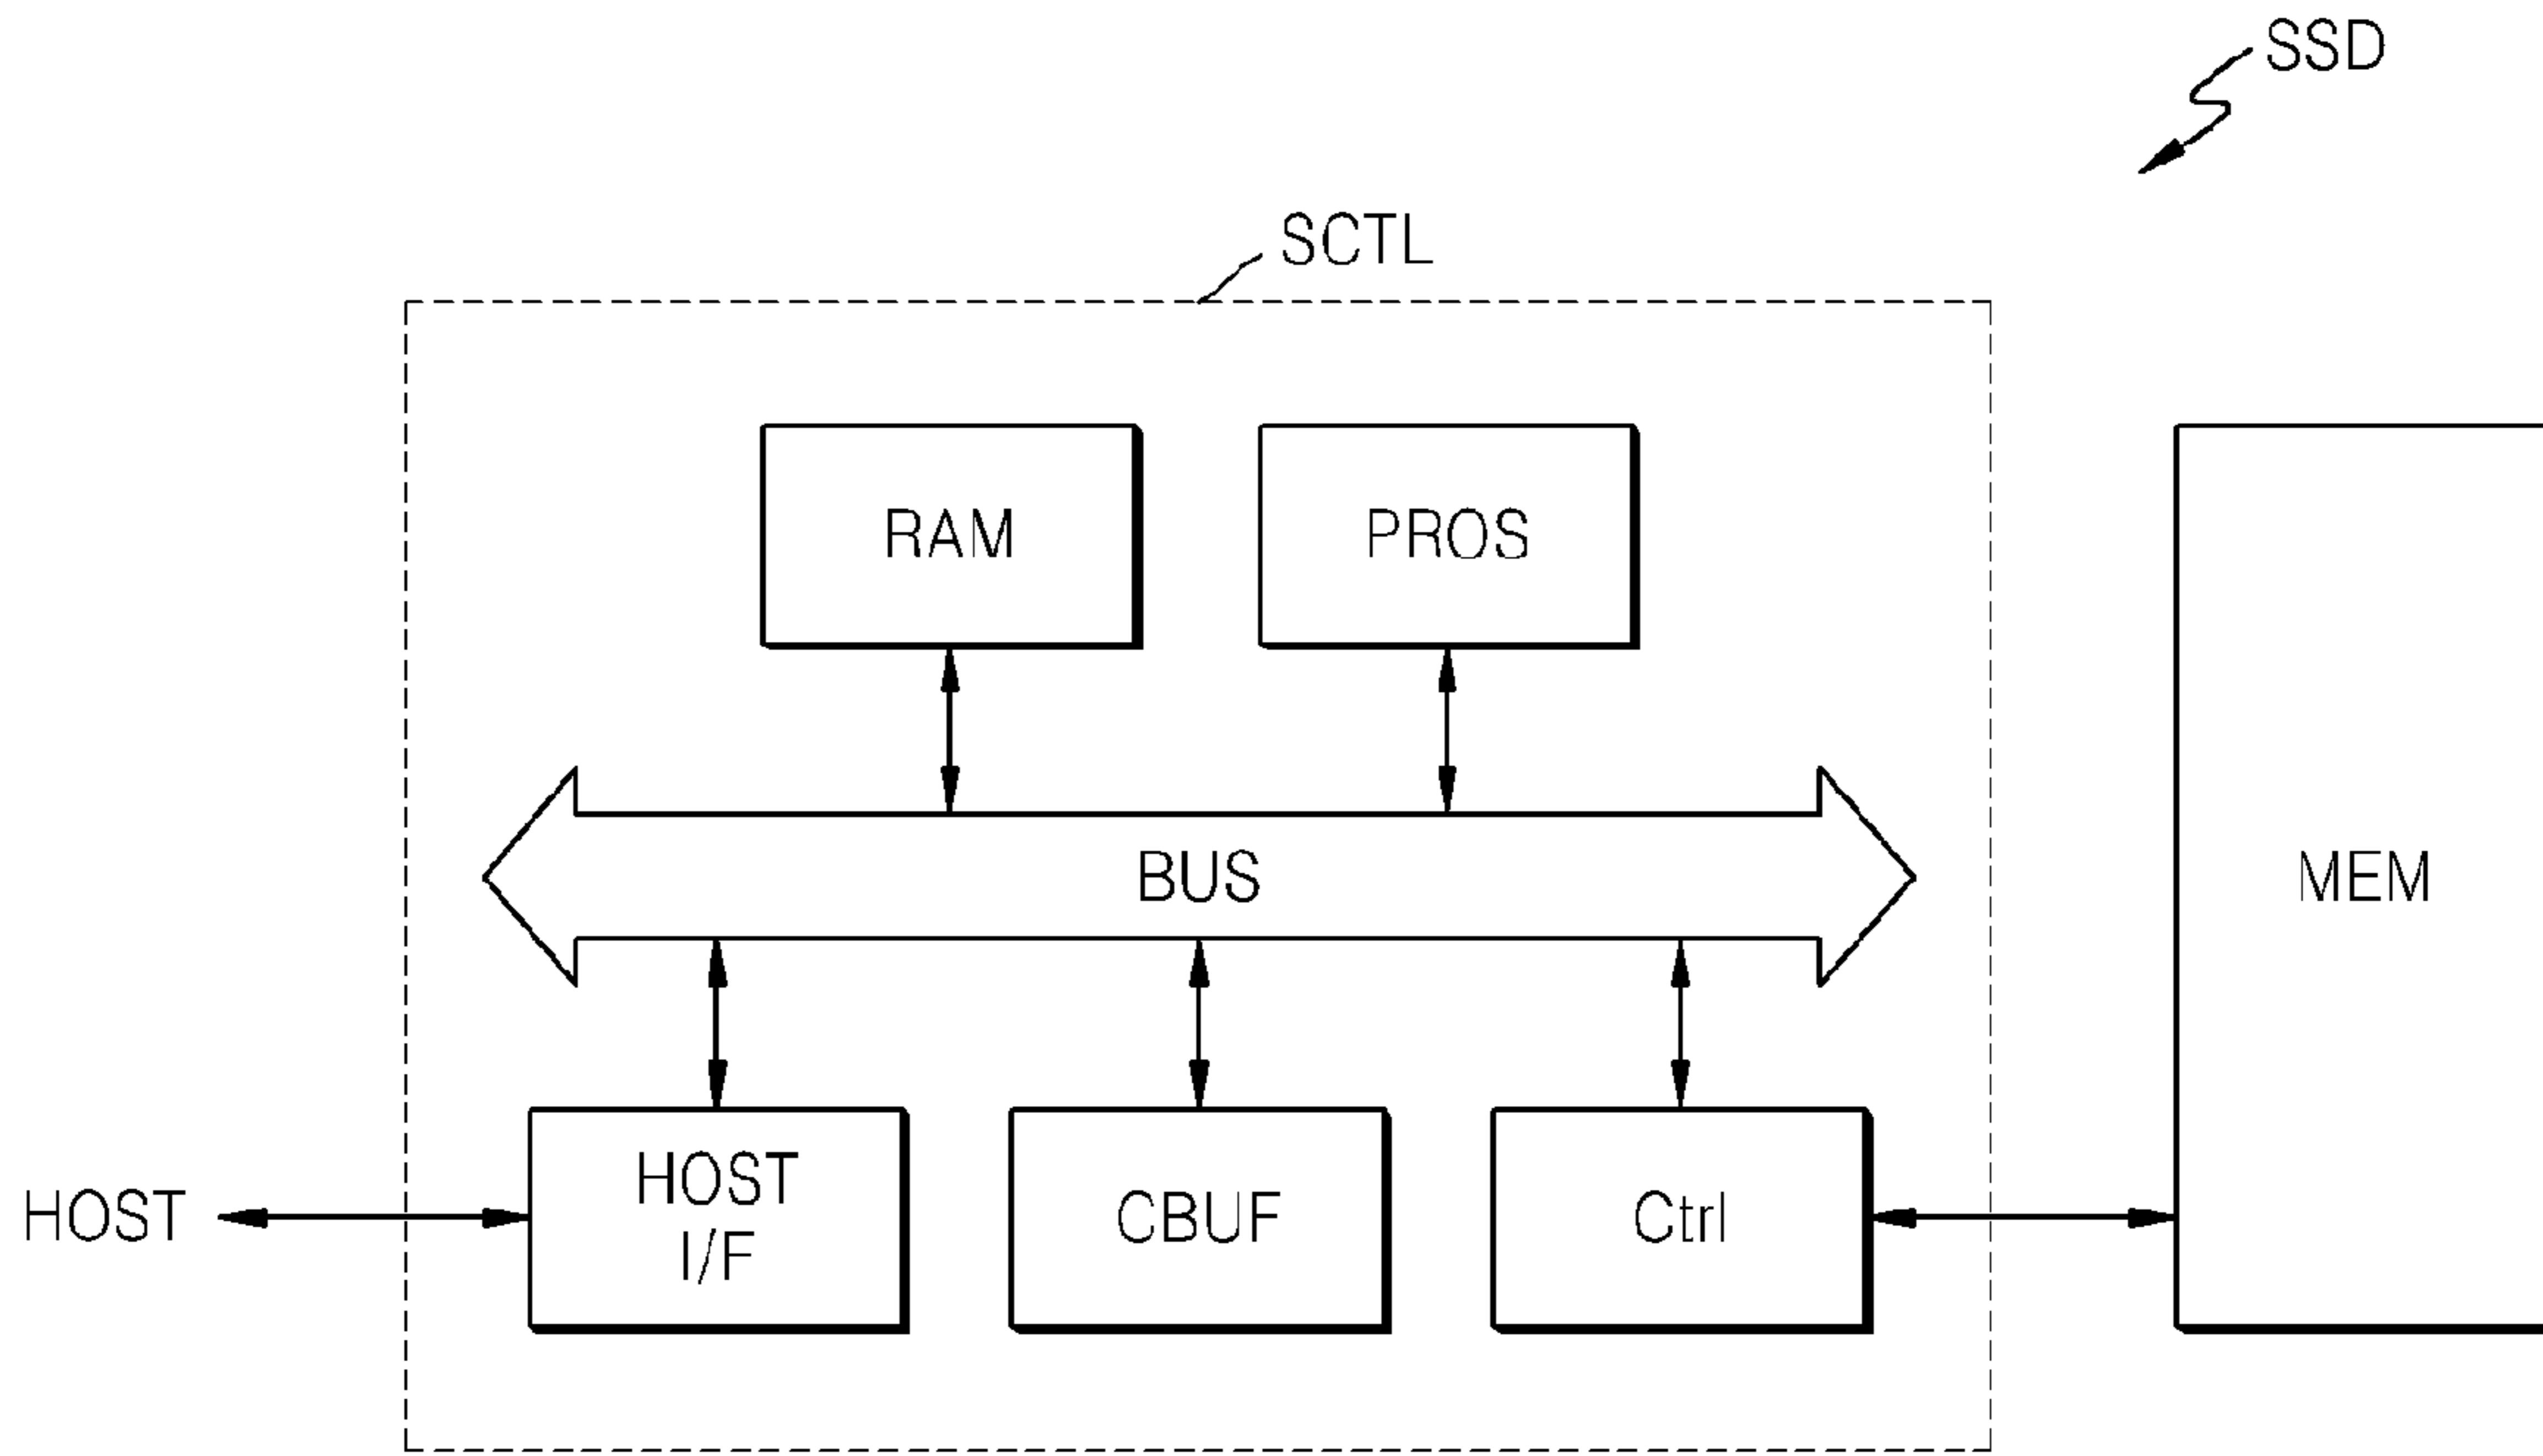 SSD
SCTL
RAM
PROS
BUS
MEM
HOST
HOST
I/F
CBUF
Ctrl